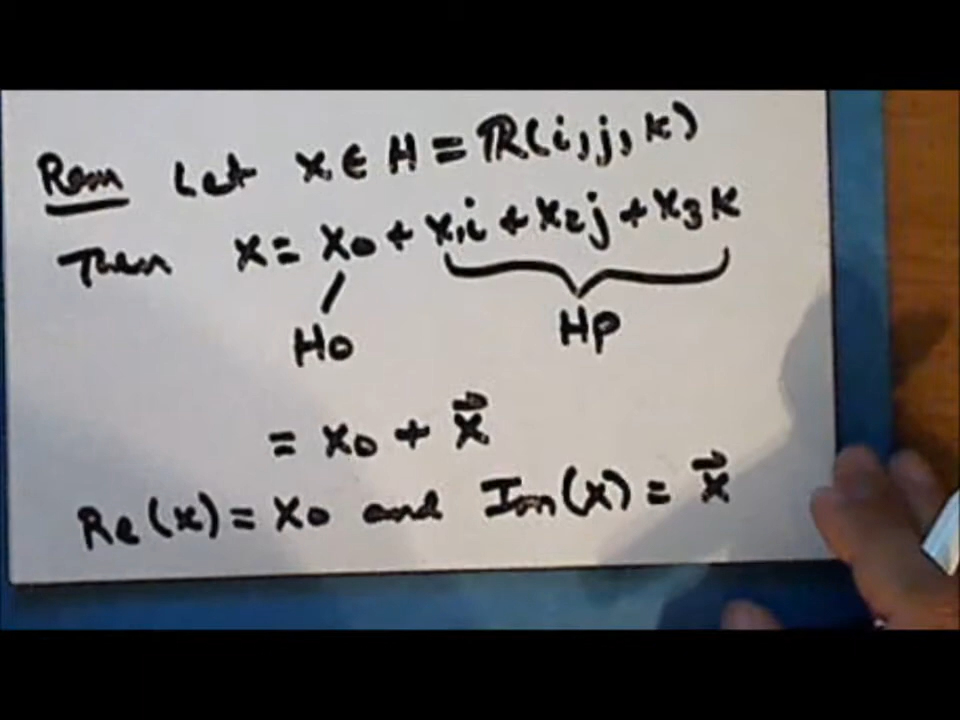 Rem Let x ∈ H = ℝ(i, j, k)
Then x = x₀ + x₁i + x₂j + x₃k
H₀ Hp
= x₀ + x⃗
Re(x) = x₀ and Im(x) = x⃗